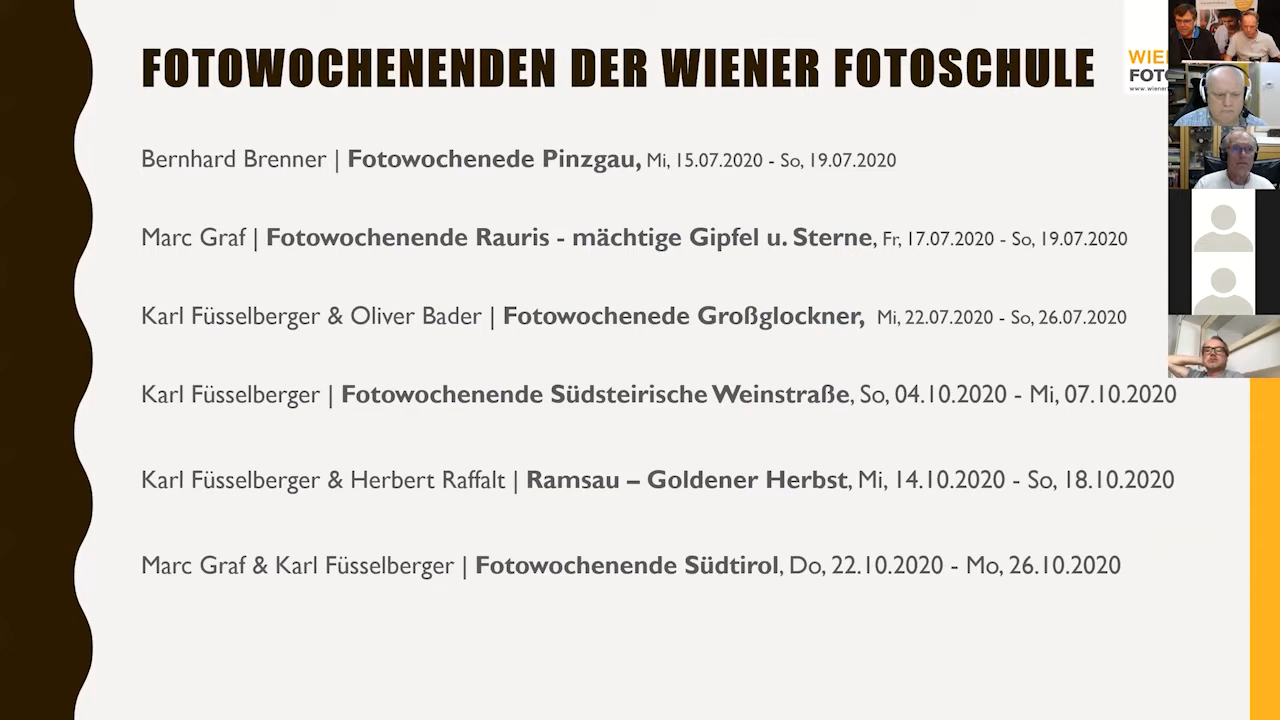 FOTOWOCHENENDEN DER WIENER FOTOSCHULE
WIE
FOTO
www.wiener
Bernhard Brenner | Fotowochenede Pinzgau, Mi, 15.07.2020 - So, 19.07.2020
Marc Graf | Fotowochenende Rauris - mächtige Gipfel u. Sterne, Fr, 17.07.2020 - So, 19.07.2020
Karl Füsselberger & Oliver Bader | Fotowochenede Großglockner, Mi, 22.07.2020 - So, 26.07.2020
Karl Füsselberger | Fotowochenende Südsteirische Weinstraße, So, 04.10.2020 - Mi, 07.10.2020
Karl Füsselberger & Herbert Raffalt | Ramsau – Goldener Herbst, Mi, 14.10.2020 - So, 18.10.2020
Marc Graf & Karl Füsselberger | Fotowochenende Südtirol, Do, 22.10.2020 - Mo, 26.10.2020